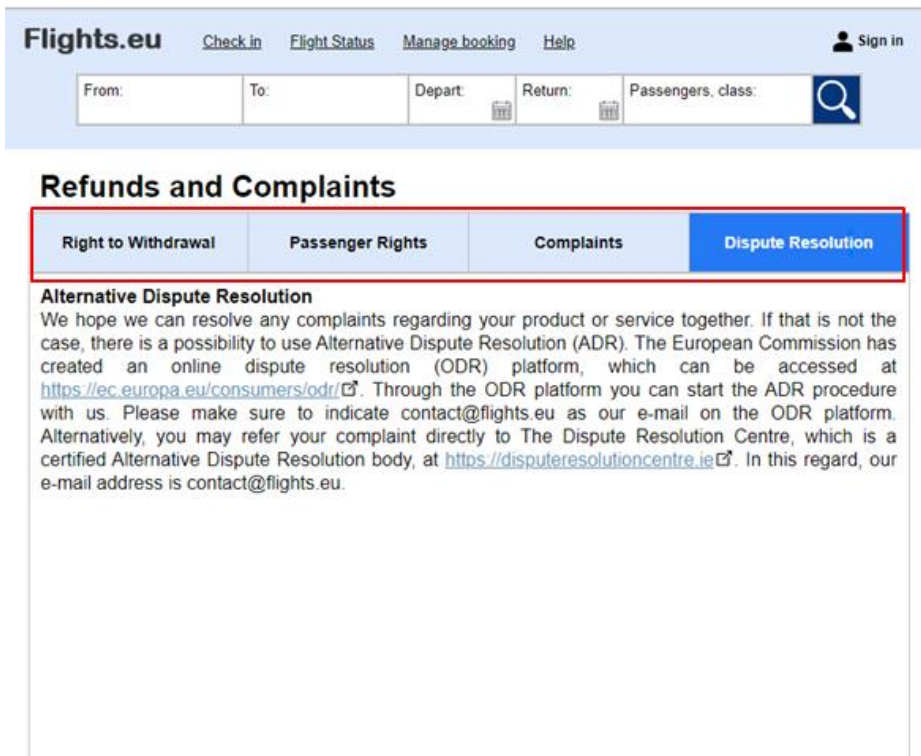 Flights.eu Check in Flight Status Manage booking Help Sign in
From: To: Depart: Return: Passengers, class:
Refunds and Complaints
Right to Withdrawal Passenger Rights Complaints Dispute Resolution
Alternative Dispute Resolution
We hope we can resolve any complaints regarding your product or service together. If that is not the
case, there is a possibility to use Alternative Dispute Resolution (ADR). The European Commission has
created an online dispute resolution (ODR) platform, which can be accessed at
https://ec.europa.eu/consumers/odr/. Through the ODR platform you can start the ADR procedure
with us. Please make sure to indicate contact@flights.eu as our e-mail on the ODR platform.
Alternatively, you may refer your complaint directly to The Dispute Resolution Centre, which is a
certified Alternative Dispute Resolution body, at https://disputeresolutioncentre.ie. In this regard, our
e-mail address is contact@flights.eu.